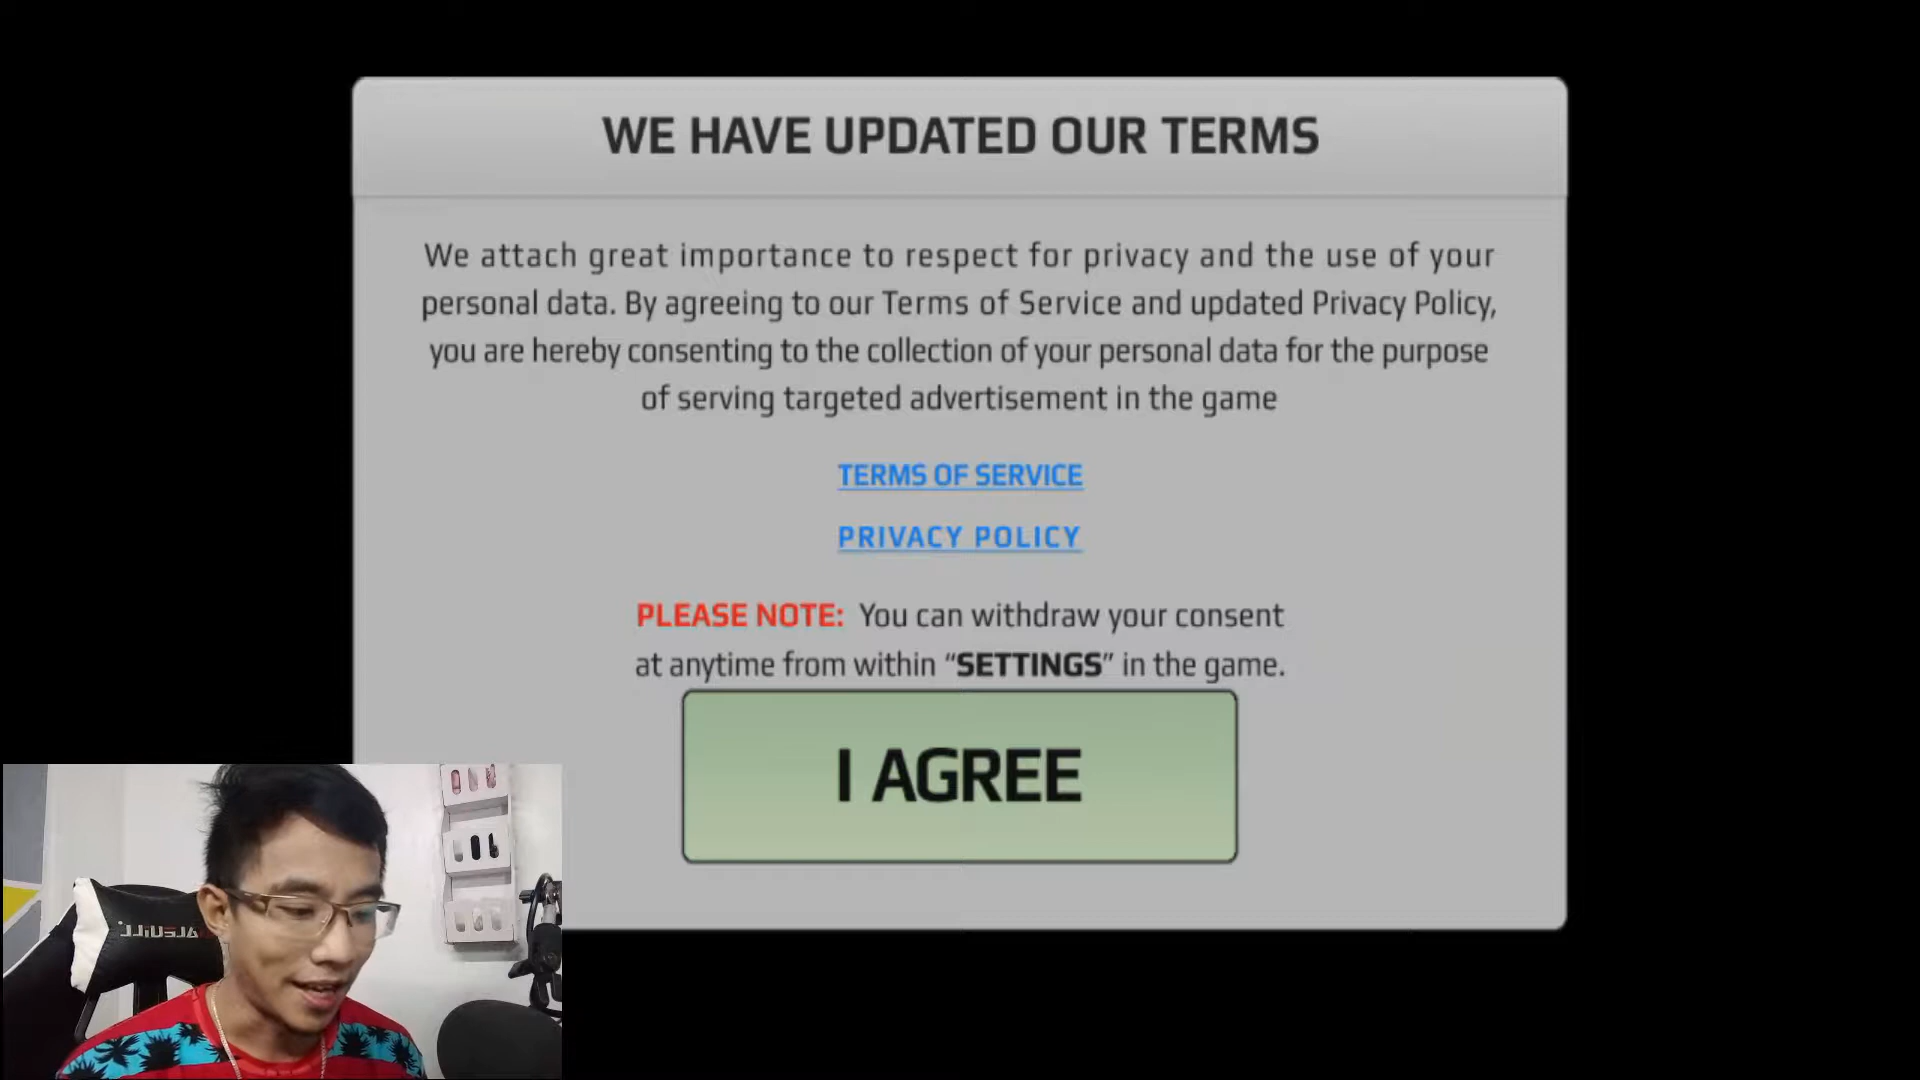 WE HAVE UPDATED OUR TERMS
We attach great importance to respect for privacy and the use of your
personal data. By agreeing to our Terms of Service and updated Privacy Policy,
you are hereby consenting to the collection of your personal data for the purpose
of serving targeted advertisement in the game
TERMS OF SERVICE
PRIVACY POLICY
PLEASE NOTE: You can withdraw your consent
at anytime from within “SETTINGS” in the game.
I AGREE